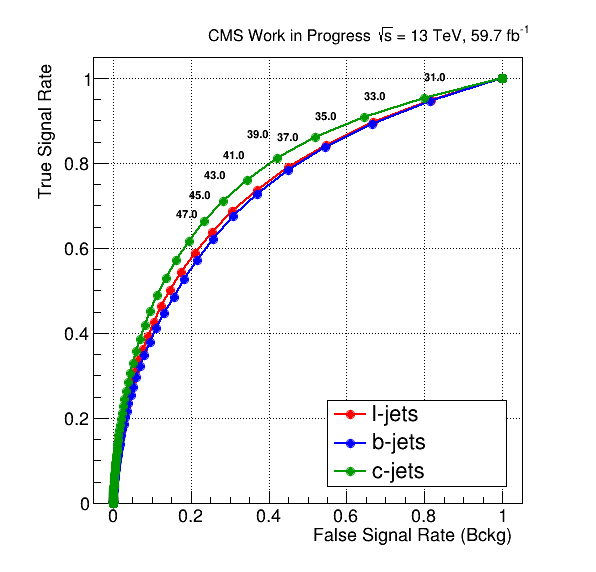 CMS Work in Progress √s = 13 TeV, 59.7 fb⁻¹
True Signal Rate
1
0.8
0.6
0.4
0.2
0
31.0
33.0
35.0
37.0
39.0
41.0
43.0
45.0
47.0
l-jets
b-jets
c-jets
0 0.2 0.4 0.6 0.8 1
False Signal Rate (Bckg)